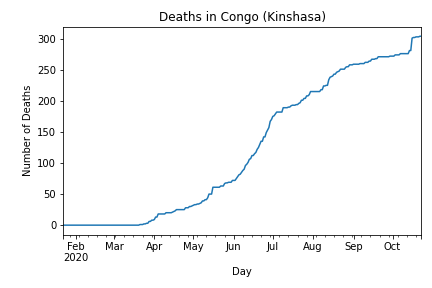 Deaths in Congo (Kinshasa)
Number of Deaths
300
250
200
150
100
50
0
Feb Mar Apr May Jun Jul Aug Sep Oct
2020
Day